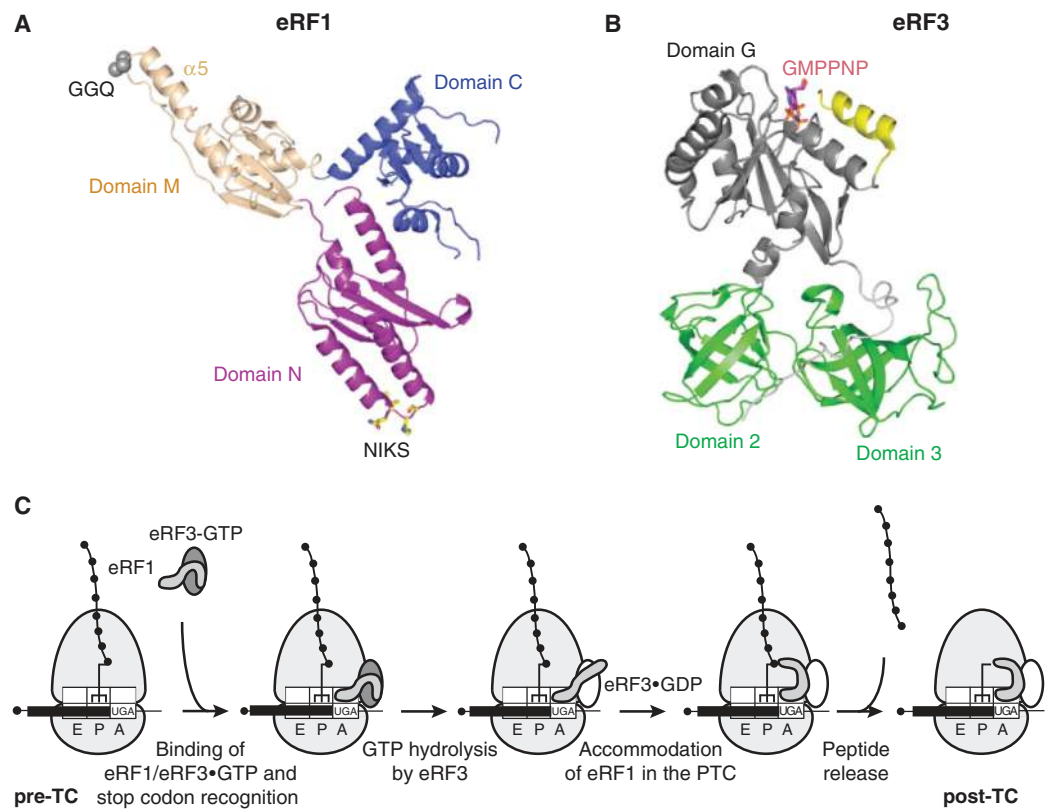 A
eRF1
GGQ
α5
Domain C
Domain M
Domain N
NIKS
B
eRF3
Domain G
GMPPNP
Domain 2
Domain 3
C
eRF3-GTP
eRF1
UGA
E P A
pre-TC
Binding of
eRF1/eRF3•GTP and
stop codon recognition
UGA
E P A
GTP hydrolysis
by eRF3
UGA
E P A
eRF3•GDP
Accommodation
of eRF1 in the PTC
UGA
E P A
Peptide
release
UGA
E P A
post-TC